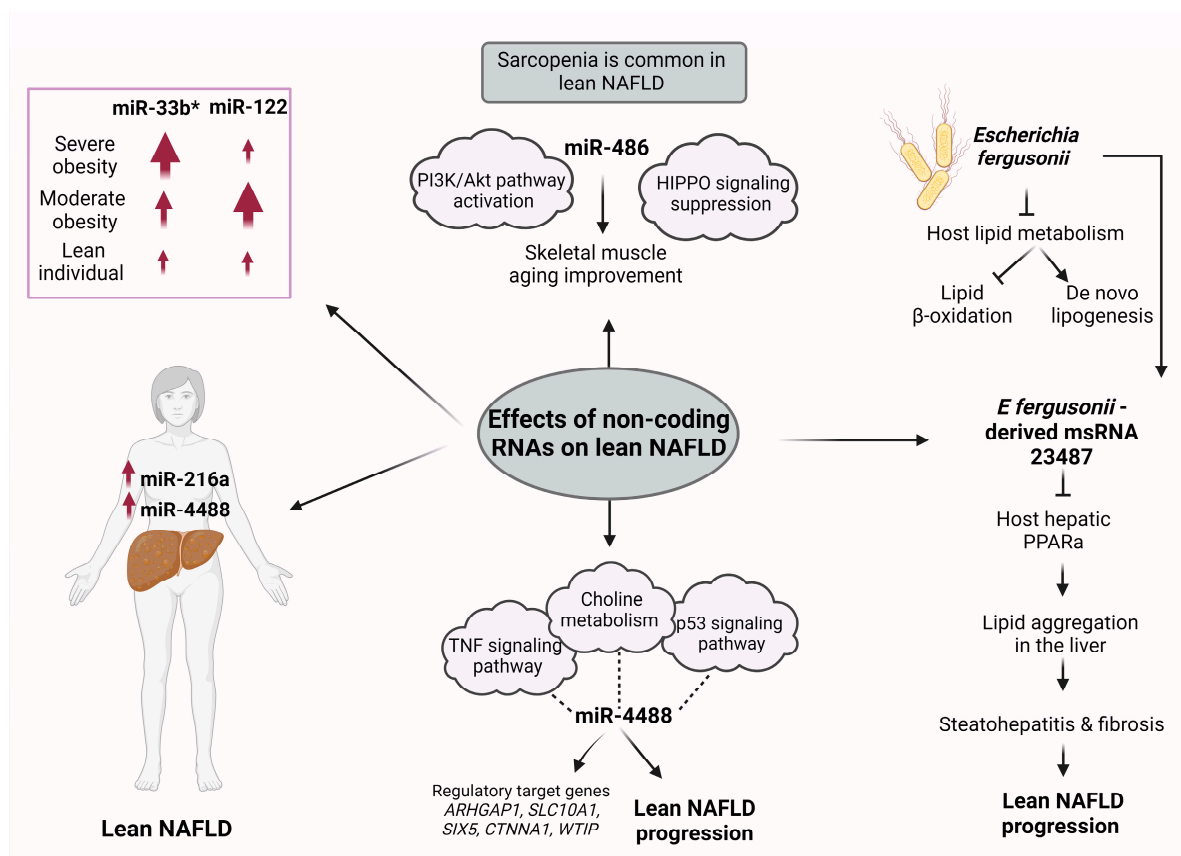 Sarcopenia is common in
lean NAFLD
miR-33b* miR-122
Severe
obesity
Moderate
obesity
Lean
individual
miR-486
PI3K/Akt pathway
activation
HIPPO signaling
suppression
Skeletal muscle
aging improvement
Escherichia
fergusonii
Host lipid metabolism
Lipid
β-oxidation
De novo
lipogenesis
Effects of non-coding
RNAs on lean NAFLD
miR-216a
miR-4488
Lean NAFLD
E fergusonii -
derived msRNA
23487
Host hepatic
PPARa
Lipid aggregation
in the liver
Steatohepatitis & fibrosis
Lean NAFLD
progression
TNF signaling
pathway
Choline
metabolism
p53 signaling
pathway
miR-4488
Regulatory target genes
ARHGAP1, SLC10A1,
SIX5, CTNNA1, WTIP
Lean NAFLD
progression